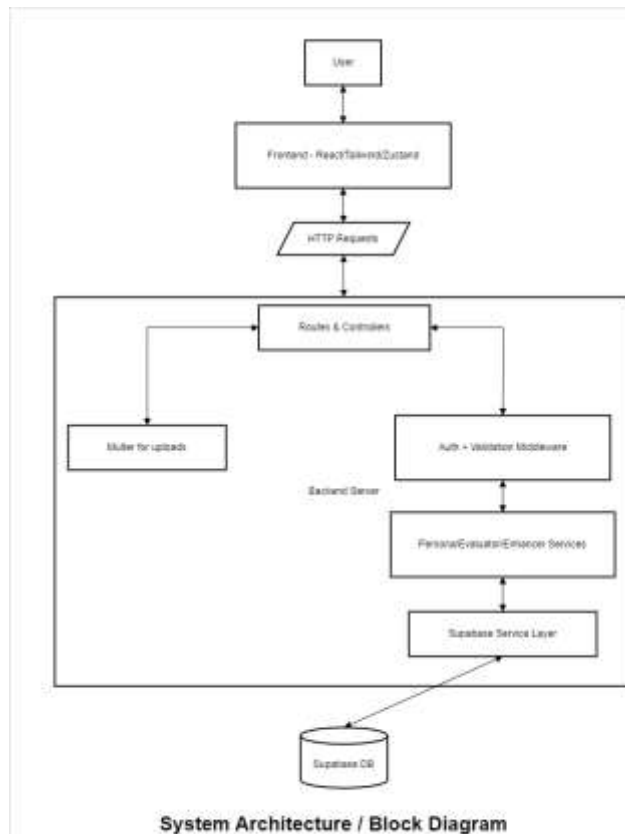 User
Frontend - React/Tailwind/Zustand
HTTP Requests
Routes & Controllers
Multer for uploads
Auth + Validation Middleware
Backend Server
Persona/Evaluator/Enhancer Services
Supabase Service Layer
Supabase DB
System Architecture / Block Diagram